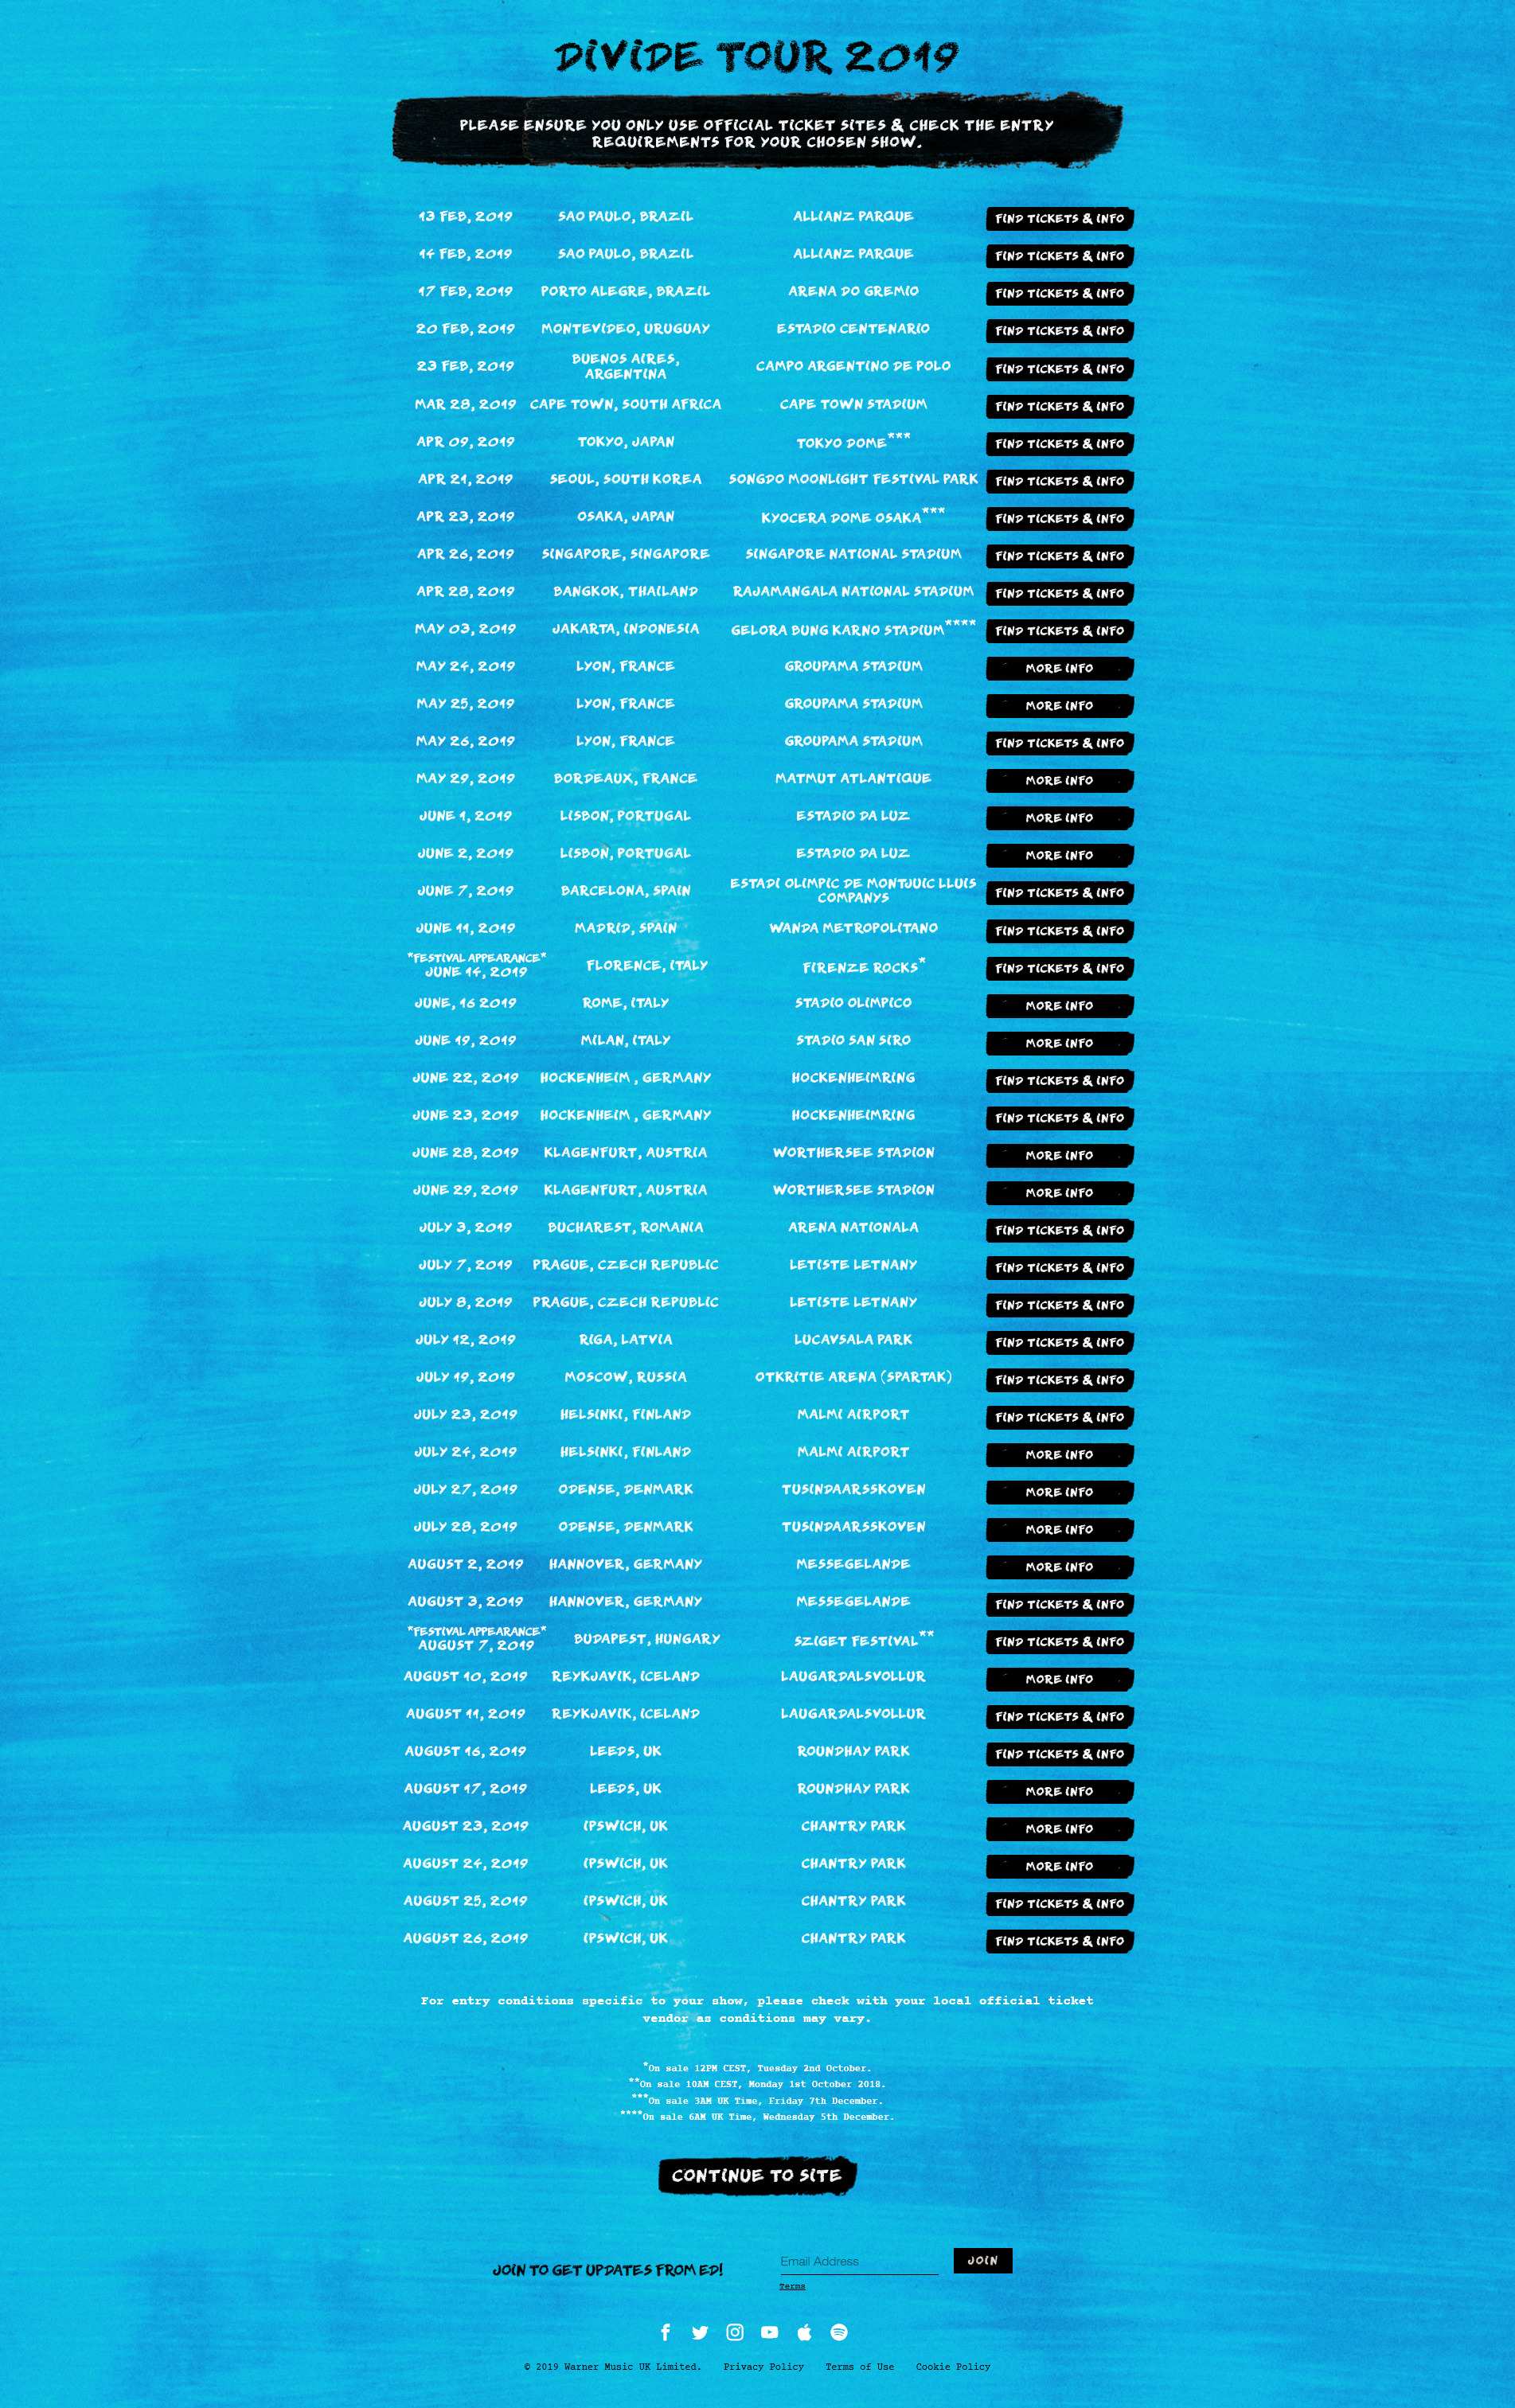 DIVIDE TOUR 2019
PLEASE ENSURE YOU ONLY USE OFFICIAL TICKET SITES & CHECK THE ENTRY
REQUIREMENTS FOR YOUR CHOSEN SHOW.
13 FEB, 2019 SAO PAULO, BRAZIL ALLIANZ PARQUE FIND TICKETS & INFO
14 FEB, 2019 SAO PAULO, BRAZIL ALLIANZ PARQUE FIND TICKETS & INFO
17 FEB, 2019 PORTO ALEGRE, BRAZIL ARENA DO GREMIO FIND TICKETS & INFO
20 FEB, 2019 MONTEVIDEO, URUGUAY ESTADIO CENTENARIO FIND TICKETS & INFO
23 FEB, 2019 BUENOS AIRES,
ARGENTINA CAMPO ARGENTINO DE POLO FIND TICKETS & INFO
MAR 28, 2019 CAPE TOWN, SOUTH AFRICA CAPE TOWN STADIUM FIND TICKETS & INFO
APR 09, 2019 TOKYO, JAPAN TOKYO DOME*** FIND TICKETS & INFO
APR 21, 2019 SEOUL, SOUTH KOREA SONGDO MOONLIGHT FESTIVAL PARK FIND TICKETS & INFO
APR 23, 2019 OSAKA, JAPAN KYOCERA DOME OSAKA*** FIND TICKETS & INFO
APR 26, 2019 SINGAPORE, SINGAPORE SINGAPORE NATIONAL STADIUM FIND TICKETS & INFO
APR 28, 2019 BANGKOK, THAILAND RAJAMANGALA NATIONAL STADIUM FIND TICKETS & INFO
MAY 03, 2019 JAKARTA, INDONESIA GELORA BUNG KARNO STADIUM**** FIND TICKETS & INFO
MAY 24, 2019 LYON, FRANCE GROUPAMA STADIUM MORE INFO
MAY 25, 2019 LYON, FRANCE GROUPAMA STADIUM MORE INFO
MAY 26, 2019 LYON, FRANCE GROUPAMA STADIUM FIND TICKETS & INFO
MAY 29, 2019 BORDEAUX, FRANCE MATMUT ATLANTIQUE MORE INFO
JUNE 1, 2019 LISBON, PORTUGAL ESTADIO DA LUZ MORE INFO
JUNE 2, 2019 LISBON, PORTUGAL ESTADIO DA LUZ MORE INFO
JUNE 7, 2019 BARCELONA, SPAIN ESTADI OLIMPIC DE MONTJUIC LLUIS
COMPANYS FIND TICKETS & INFO
JUNE 11, 2019 MADRID, SPAIN WANDA METROPOLITANO FIND TICKETS & INFO
*FESTIVAL APPEARANCE*
JUNE 14, 2019 FLORENCE, ITALY FIRENZE ROCKS* FIND TICKETS & INFO
JUNE, 16 2019 ROME, ITALY STADIO OLIMPICO MORE INFO
JUNE 19, 2019 MILAN, ITALY STADIO SAN SIRO MORE INFO
JUNE 22, 2019 HOCKENHEIM , GERMANY HOCKENHEIMRING FIND TICKETS & INFO
JUNE 23, 2019 HOCKENHEIM , GERMANY HOCKENHEIMRING FIND TICKETS & INFO
JUNE 28, 2019 KLAGENFURT, AUSTRIA WORTHERSEE STADION MORE INFO
JUNE 29, 2019 KLAGENFURT, AUSTRIA WORTHERSEE STADION MORE INFO
JULY 3, 2019 BUCHAREST, ROMANIA ARENA NATIONALA FIND TICKETS & INFO
JULY 7, 2019 PRAGUE, CZECH REPUBLIC LETISTE LETNANY FIND TICKETS & INFO
JULY 8, 2019 PRAGUE, CZECH REPUBLIC LETISTE LETNANY FIND TICKETS & INFO
JULY 12, 2019 RIGA, LATVIA LUCAVSALA PARK FIND TICKETS & INFO
JULY 19, 2019 MOSCOW, RUSSIA OTKRITIE ARENA (SPARTAK) FIND TICKETS & INFO
JULY 23, 2019 HELSINKI, FINLAND MALMI AIRPORT FIND TICKETS & INFO
JULY 24, 2019 HELSINKI, FINLAND MALMI AIRPORT MORE INFO
JULY 27, 2019 ODENSE, DENMARK TUSINDAARSSKOVEN MORE INFO
JULY 28, 2019 ODENSE, DENMARK TUSINDAARSSKOVEN MORE INFO
AUGUST 2, 2019 HANNOVER, GERMANY MESSEGELANDE MORE INFO
AUGUST 3, 2019 HANNOVER, GERMANY MESSEGELANDE FIND TICKETS & INFO
*FESTIVAL APPEARANCE*
AUGUST 7, 2019 BUDAPEST, HUNGARY SZIGET FESTIVAL** FIND TICKETS & INFO
AUGUST 10, 2019 REYKJAVIK, ICELAND LAUGARDALSVOLLUR MORE INFO
AUGUST 11, 2019 REYKJAVIK, ICELAND LAUGARDALSVOLLUR FIND TICKETS & INFO
AUGUST 16, 2019 LEEDS, UK ROUNDHAY PARK FIND TICKETS & INFO
AUGUST 17, 2019 LEEDS, UK ROUNDHAY PARK MORE INFO
AUGUST 23, 2019 IPSWICH, UK CHANTRY PARK MORE INFO
AUGUST 24, 2019 IPSWICH, UK CHANTRY PARK MORE INFO
AUGUST 25, 2019 IPSWICH, UK CHANTRY PARK FIND TICKETS & INFO
AUGUST 26, 2019 IPSWICH, UK CHANTRY PARK FIND TICKETS & INFO
For entry conditions specific to your show, please check with your local official ticket
vendor as conditions may vary.
*On sale 12PM CEST, Tuesday 2nd October.
**On sale 10AM CEST, Monday 1st October 2018.
***On sale 3AM UK Time, Friday 7th December.
****On sale 6AM UK Time, Wednesday 5th December.
CONTINUE TO SITE
JOIN TO GET UPDATES FROM ED! Email Address JOIN
Terms
© 2019 Warner Music UK Limited. Privacy Policy Terms of Use Cookie Policy